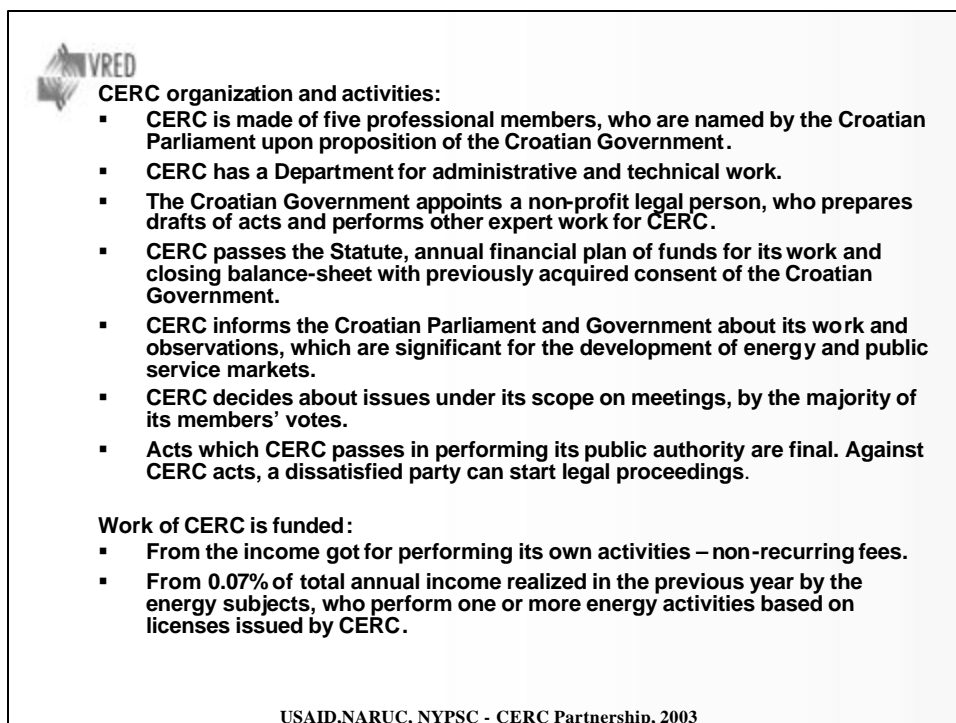 VRED
CERC organization and activities:
▪ CERC is made of five professional members, who are named by the Croatian
Parliament upon proposition of the Croatian Government.
▪ CERC has a Department for administrative and technical work.
▪ The Croatian Government appoints a non-profit legal person, who prepares
drafts of acts and performs other expert work for CERC.
▪ CERC passes the Statute, annual financial plan of funds for its work and
closing balance-sheet with previously acquired consent of the Croatian
Government.
▪ CERC informs the Croatian Parliament and Government about its work and
observations, which are significant for the development of energy and public
service markets.
▪ CERC decides about issues under its scope on meetings, by the majority of
its members’ votes.
▪ Acts which CERC passes in performing its public authority are final. Against
CERC acts, a dissatisfied party can start legal proceedings.
Work of CERC is funded:
▪ From the income got for performing its own activities – non-recurring fees.
▪ From 0.07% of total annual income realized in the previous year by the
energy subjects, who perform one or more energy activities based on
licenses issued by CERC.
USAID,NARUC, NYPSC - CERC Partnership, 2003